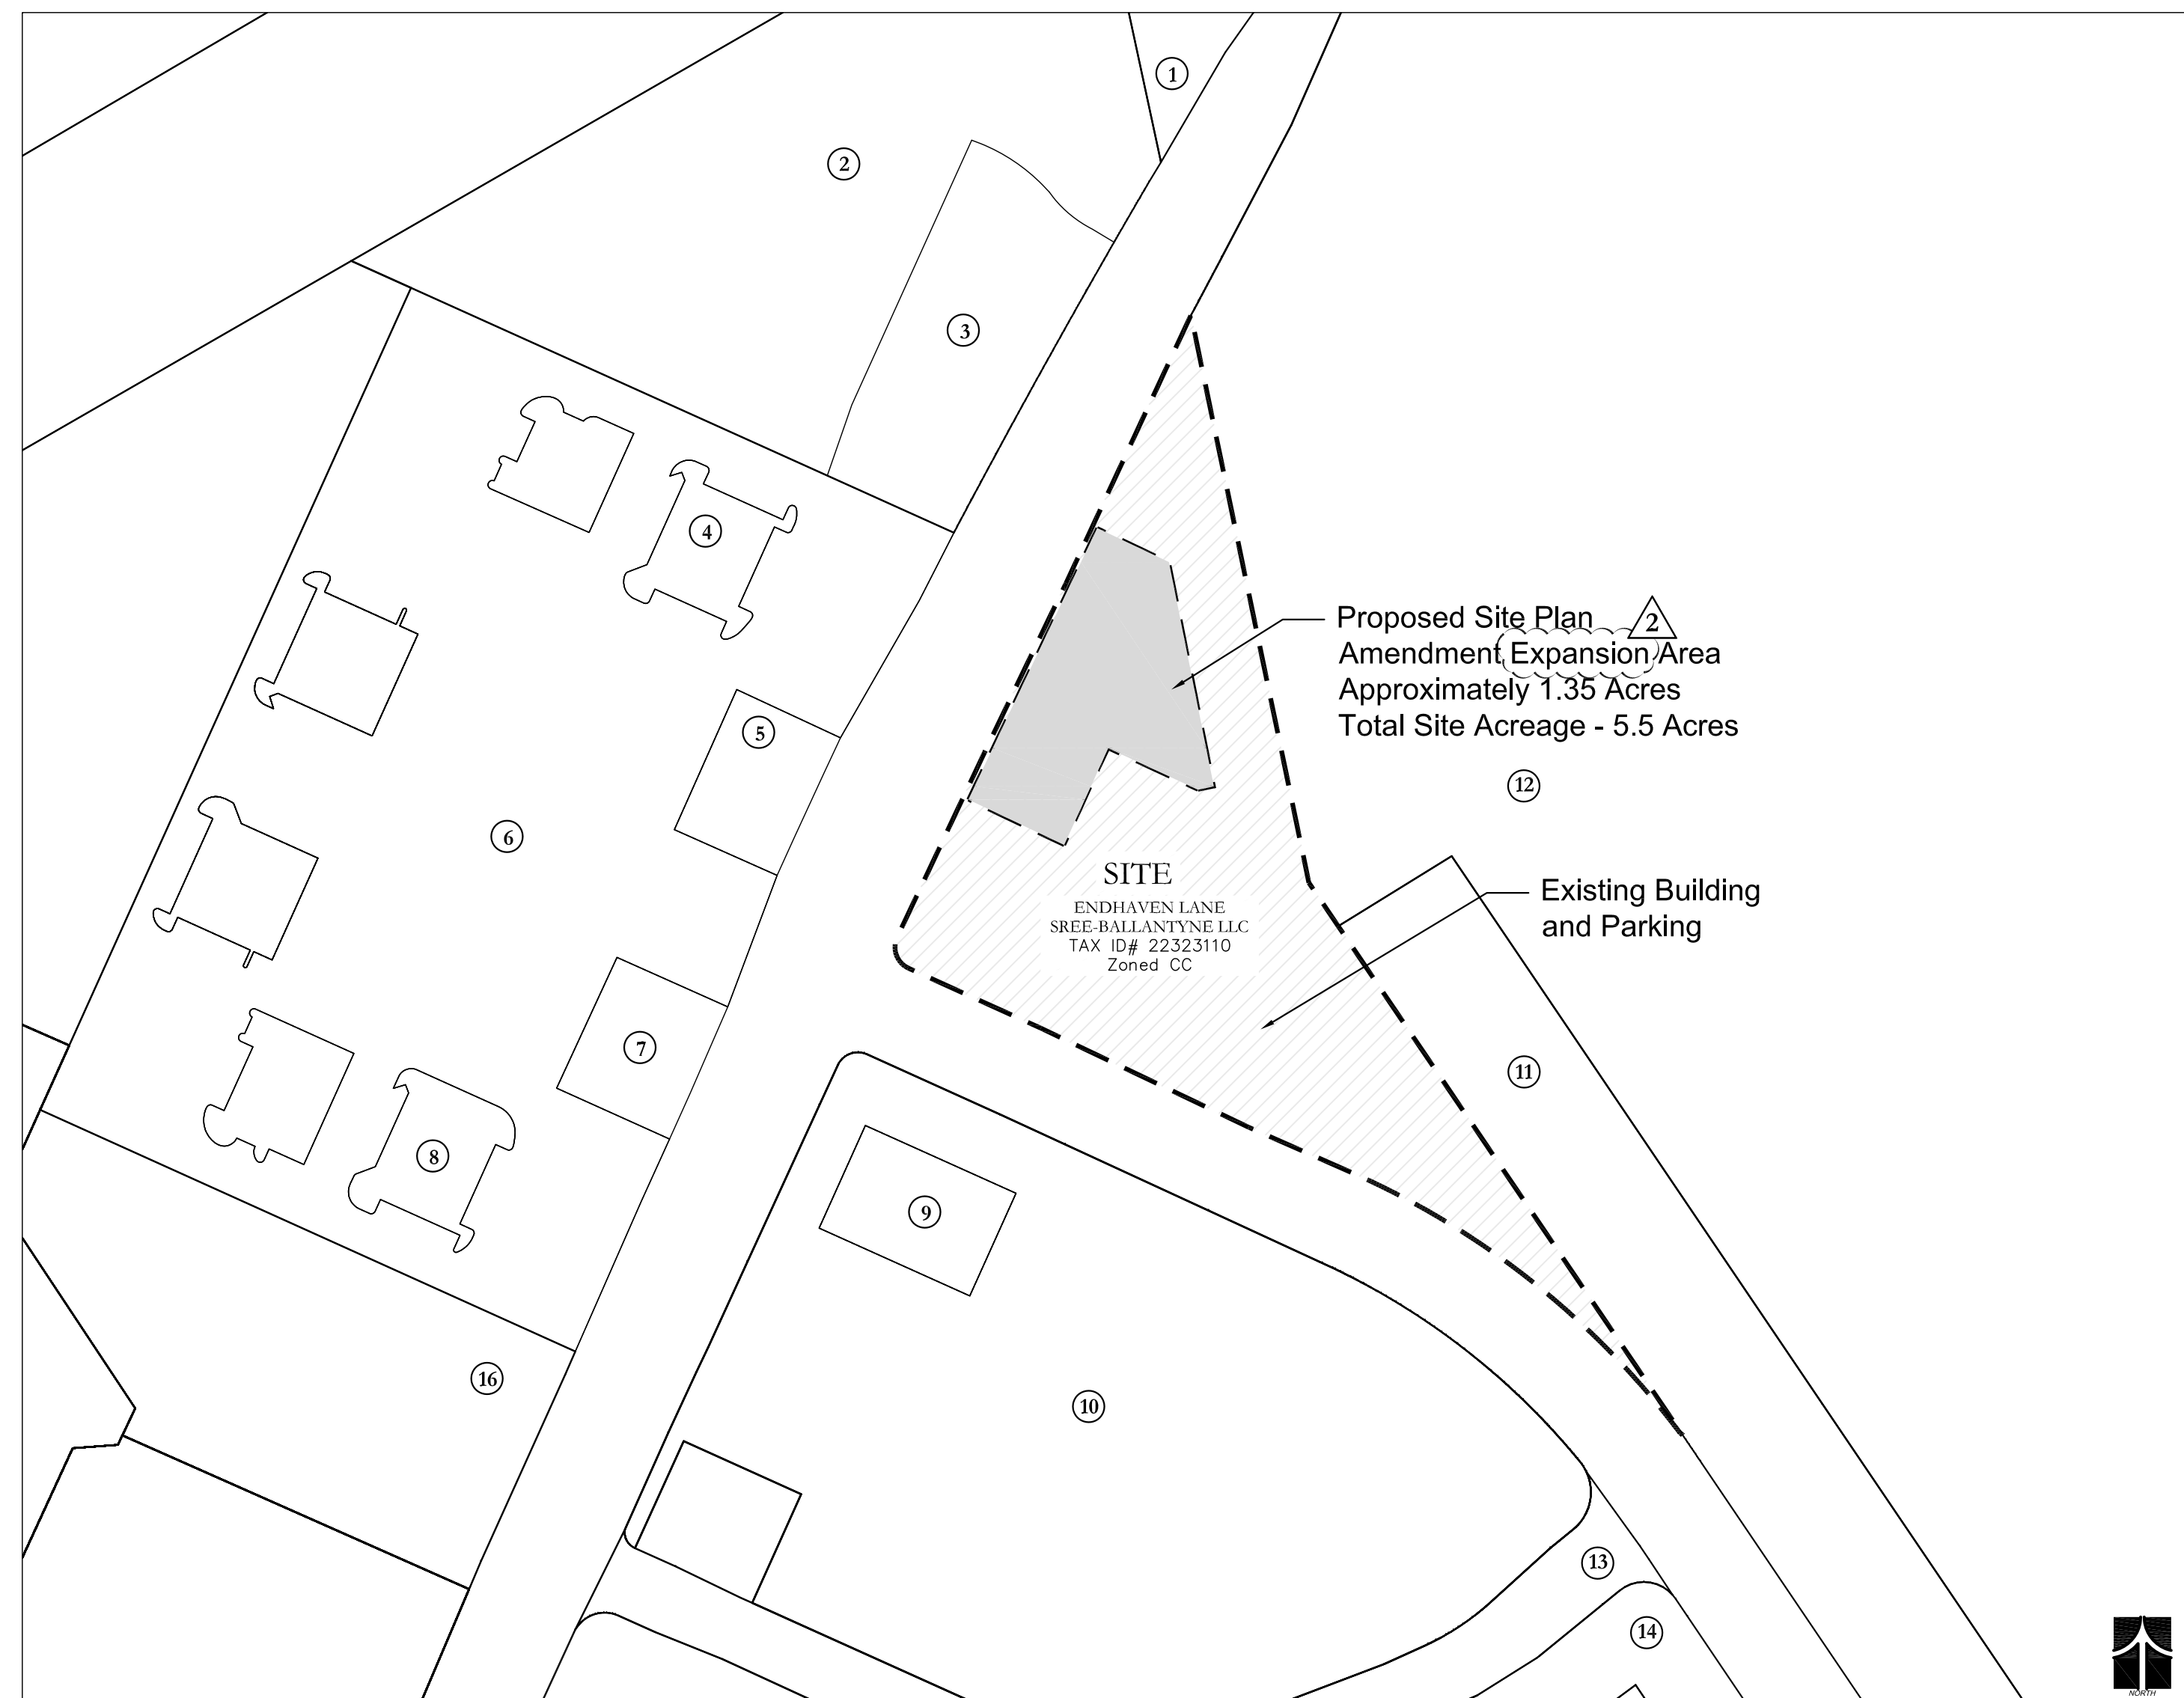 1
2
3
4
Proposed Site Plan
2
Amendment Expansion Area
Approximately 1.35 Acres
Total Site Acreage - 5.5 Acres
5
12
6
SITE
Existing Building
and Parking
ENDHAVEN LANE
SREE-BALLANTYNE LLC
TAX ID# 22323110
Zoned CC
7
11
8
9
16
10
13
14
NORTH